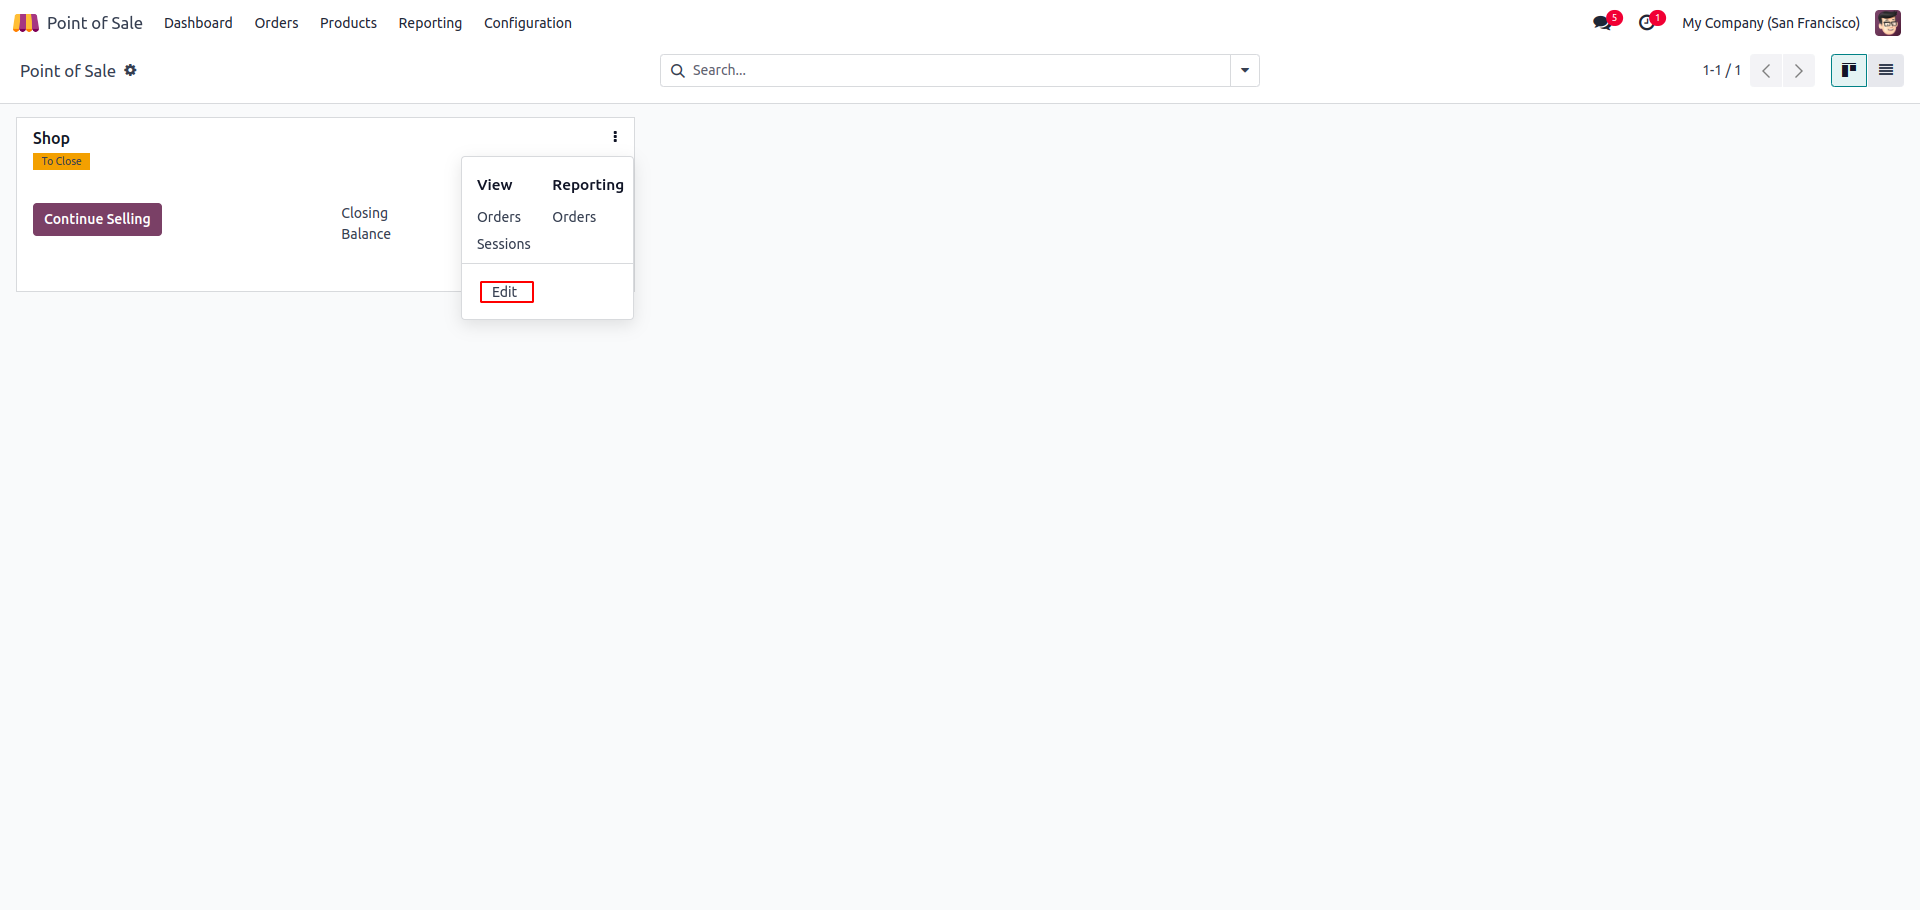 Point of Sale Dashboard Orders Products Reporting Configuration 5 1 My Company (San Francisco)
Point of Sale Search... 1-1 / 1
Shop
To Close
View Reporting
Continue Selling Closing Orders Orders
Balance Sessions
Edit